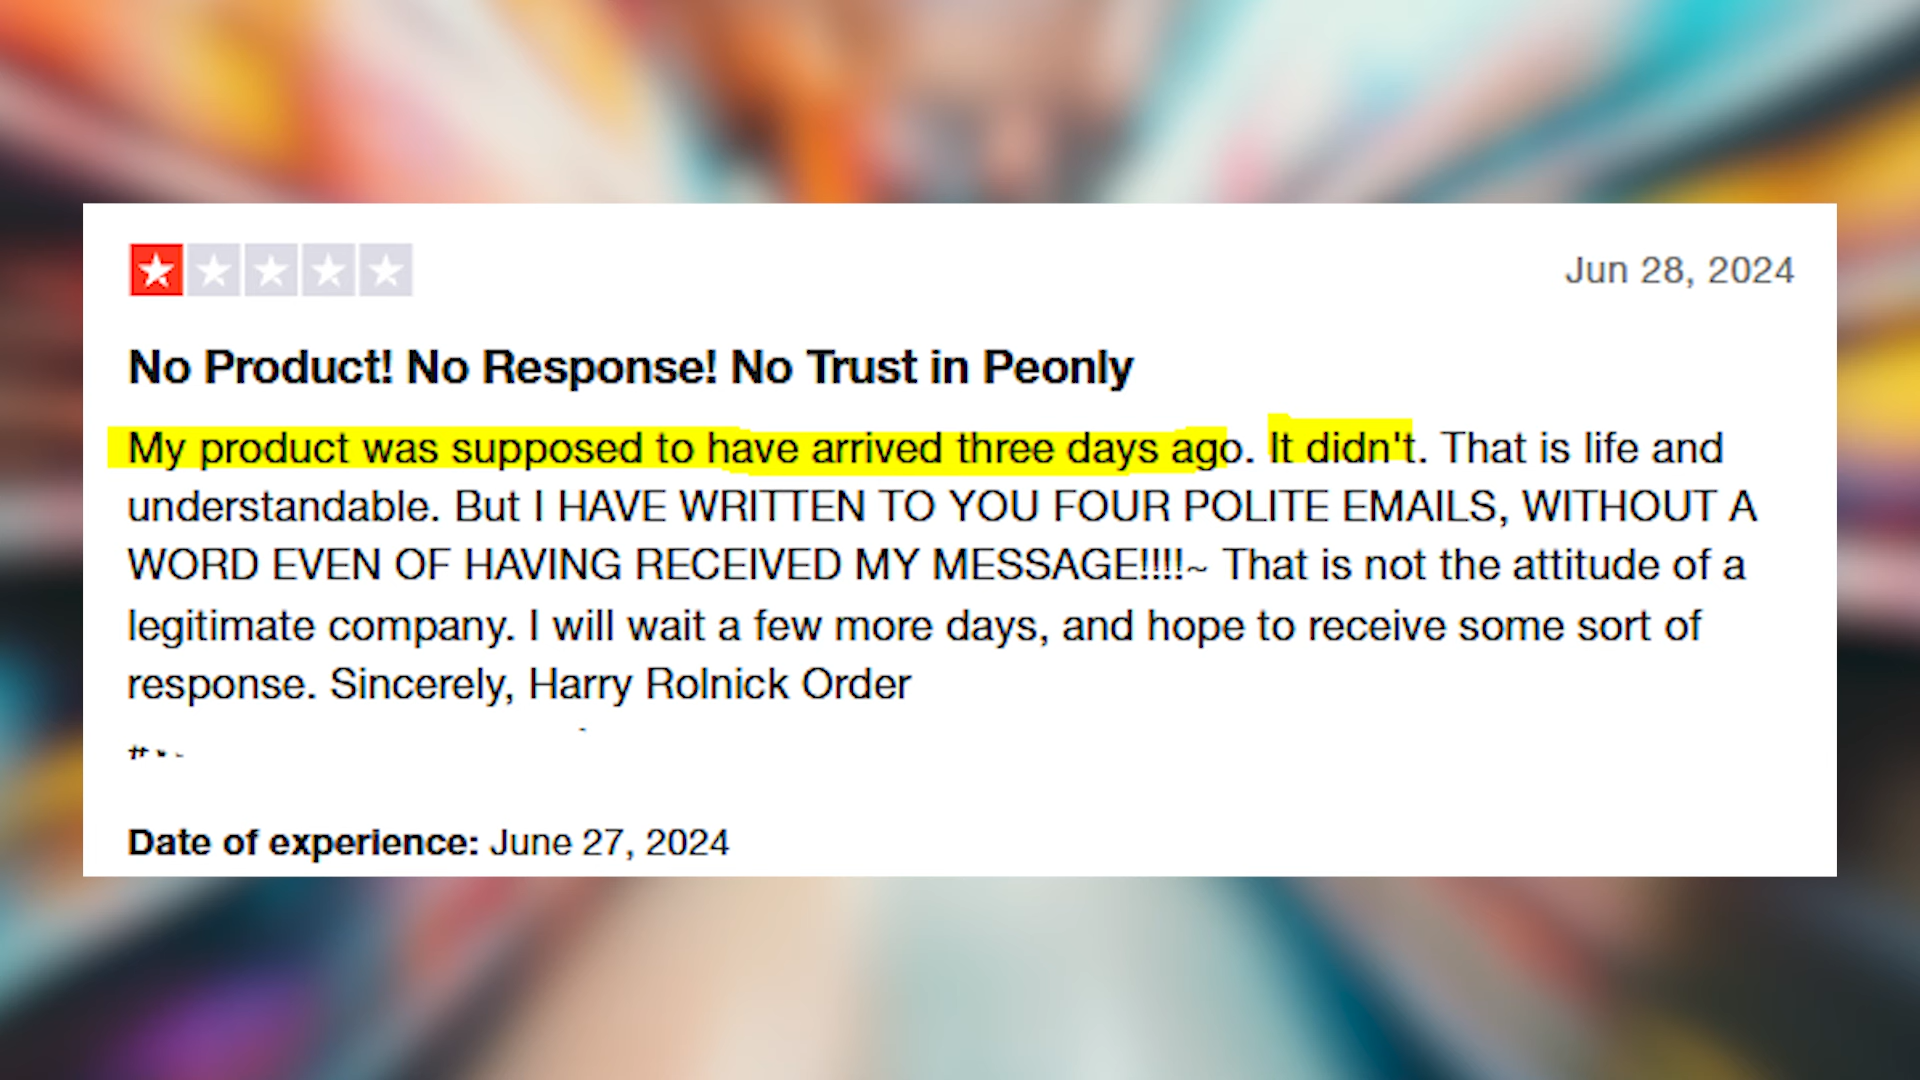 Jun 28, 2024
No Product! No Response! No Trust in Peonly
My product was supposed to have arrived three days ago. It didn't. That is life and
understandable. But I HAVE WRITTEN TO YOU FOUR POLITE EMAILS, WITHOUT A
WORD EVEN OF HAVING RECEIVED MY MESSAGE!!!!~ That is not the attitude of a
legitimate company. I will wait a few more days, and hope to receive some sort of
response. Sincerely, Harry Rolnick Order
#
Date of experience: June 27, 2024